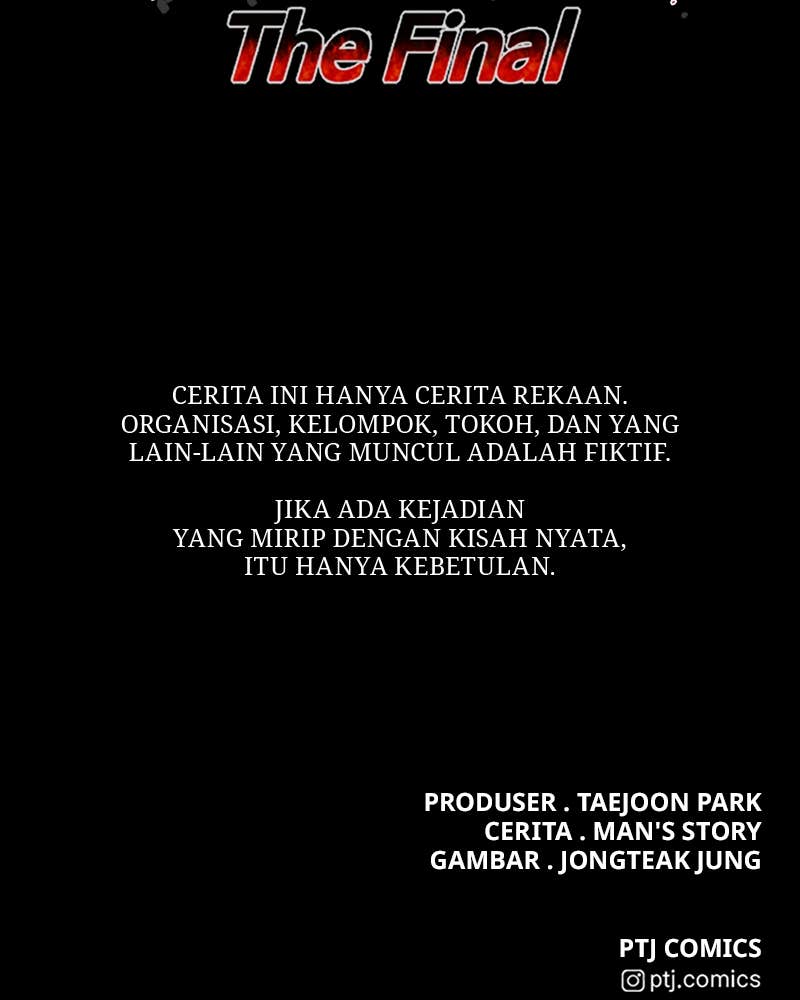 The Final
CERITA INI HANYA CERITA REKAAN.
ORGANISASI, KELOMPOK, TOKOH, DAN YANG
LAIN-LAIN YANG MUNCUL ADALAH FIKTIF.
JIKA ADA KEJADIAN
YANG MIRIP DENGAN KISAH NYATA,
ITU HANYA KEBETULAN.
PRODUSER . TAEJOON PARK
CERITA . MAN'S STORY
GAMBAR . JONGTEAK JUNG
PTJ COMICS
ptj.comics